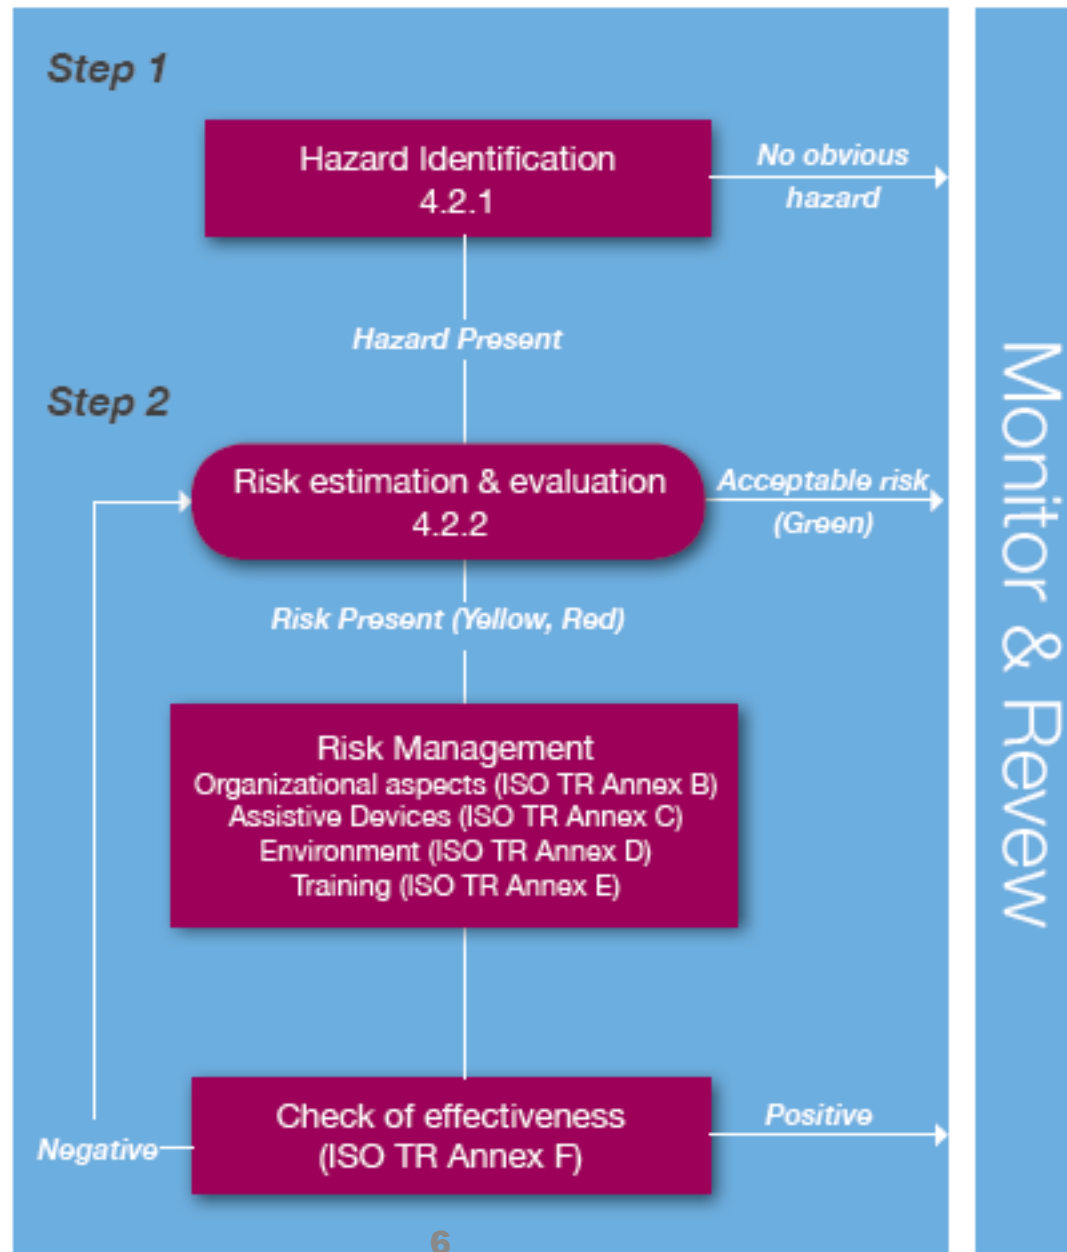 Step 1
Hazard Identification
4.2.1
No obvious
hazard
Hazard Present
Step 2
Risk estimation & evaluation
4.2.2
Acceptable risk
(Green)
Risk Present (Yellow, Red)
Risk Management
Organizational aspects (ISO TR Annex B)
Assistive Devices (ISO TR Annex C)
Environment (ISO TR Annex D)
Training (ISO TR Annex E)
Check of effectiveness
(ISO TR Annex F)
Positive
Negative
6
Monitor & Revew